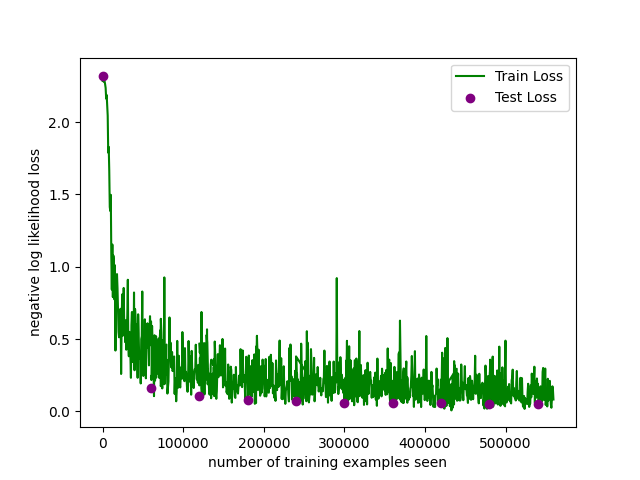 Train Loss
Test Loss
2.0
1.5
1.0
0.5
0.0
negative log likelihood loss
0
100000
200000
300000
400000
500000
number of training examples seen